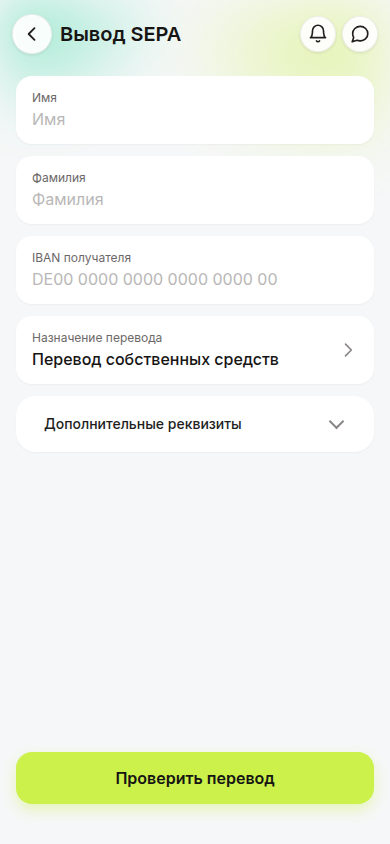 Вывод SEPA
Имя
Имя
Фамилия
Фамилия
IBAN получателя
DE00 0000 0000 0000 0000 00
Назначение перевода
Перевод собственных средств
Дополнительные реквизиты
Проверить перевод